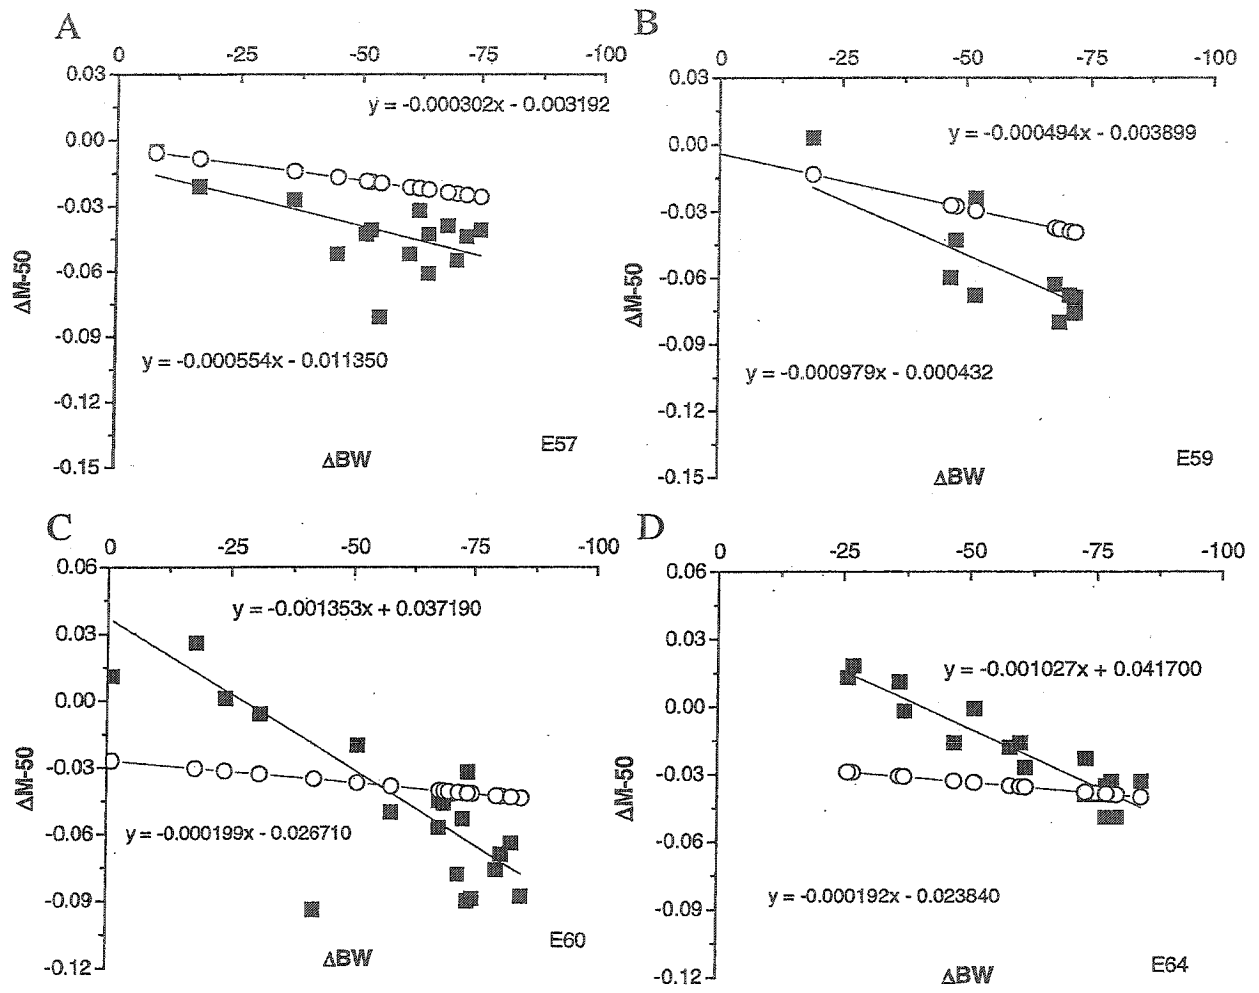 A
0 -25 -50 -75 -100
0.03
0.00
-0.03
-0.06
-0.09
-0.12
-0.15
y = -0.000302x - 0.003192
y = -0.000554x - 0.011350
ΔM-50
ΔBW
E57
B
0 -25 -50 -75 -100
0.03
0.00
-0.03
-0.06
-0.09
-0.12
-0.15
y = -0.000494x - 0.003899
y = -0.000979x - 0.000432
ΔM-50
ΔBW
E59
C
0 -25 -50 -75 -100
0.06
0.03
0.00
-0.03
-0.06
-0.09
-0.12
y = -0.001353x + 0.037190
y = -0.000199x - 0.026710
ΔM-50
ΔBW
E60
D
0 -25 -50 -75 -100
0.06
0.03
0.00
-0.03
-0.06
-0.09
-0.12
y = -0.001027x + 0.041700
y = -0.000192x - 0.023840
ΔM-50
ΔBW
E64